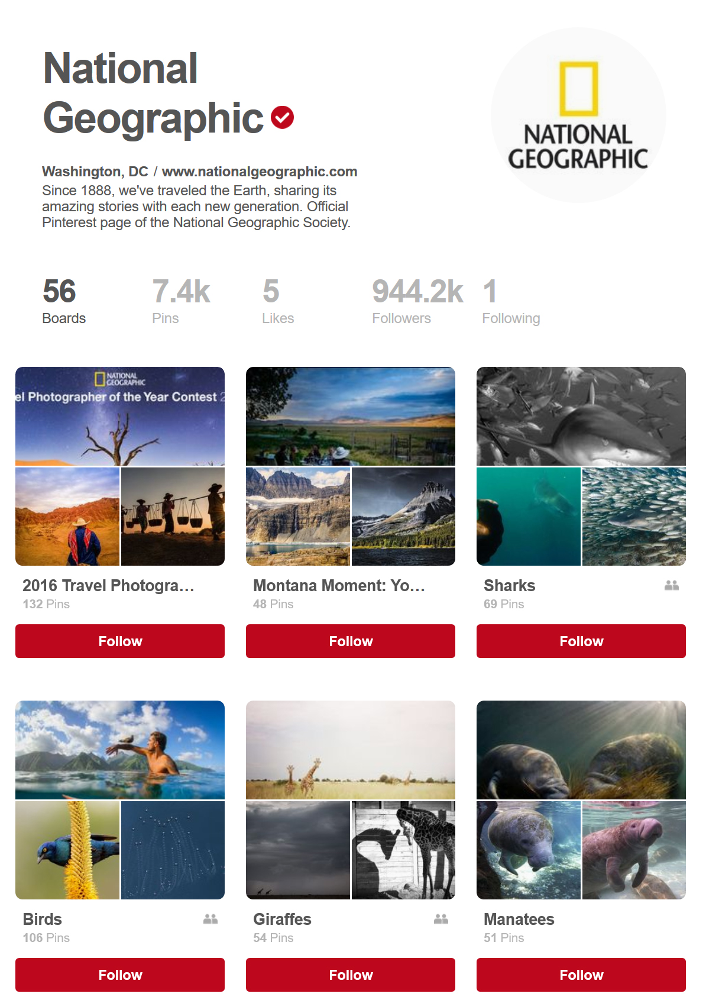 National
Geographic
NATIONAL
GEOGRAPHIC
Washington, DC / www.nationalgeographic.com
Since 1888, we've traveled the Earth, sharing its
amazing stories with each new generation. Official
Pinterest page of the National Geographic Society.
56 7.4k 5 944.2k 1
Boards Pins Likes Followers Following
NATIONAL
GEOGRAPHIC
el Photographer of the Year Contest 2
2016 Travel Photogra... Montana Moment: Yo... Sharks
132 Pins 48 Pins 69 Pins
Follow Follow Follow
Birds Giraffes Manatees
106 Pins 54 Pins 51 Pins
Follow Follow Follow